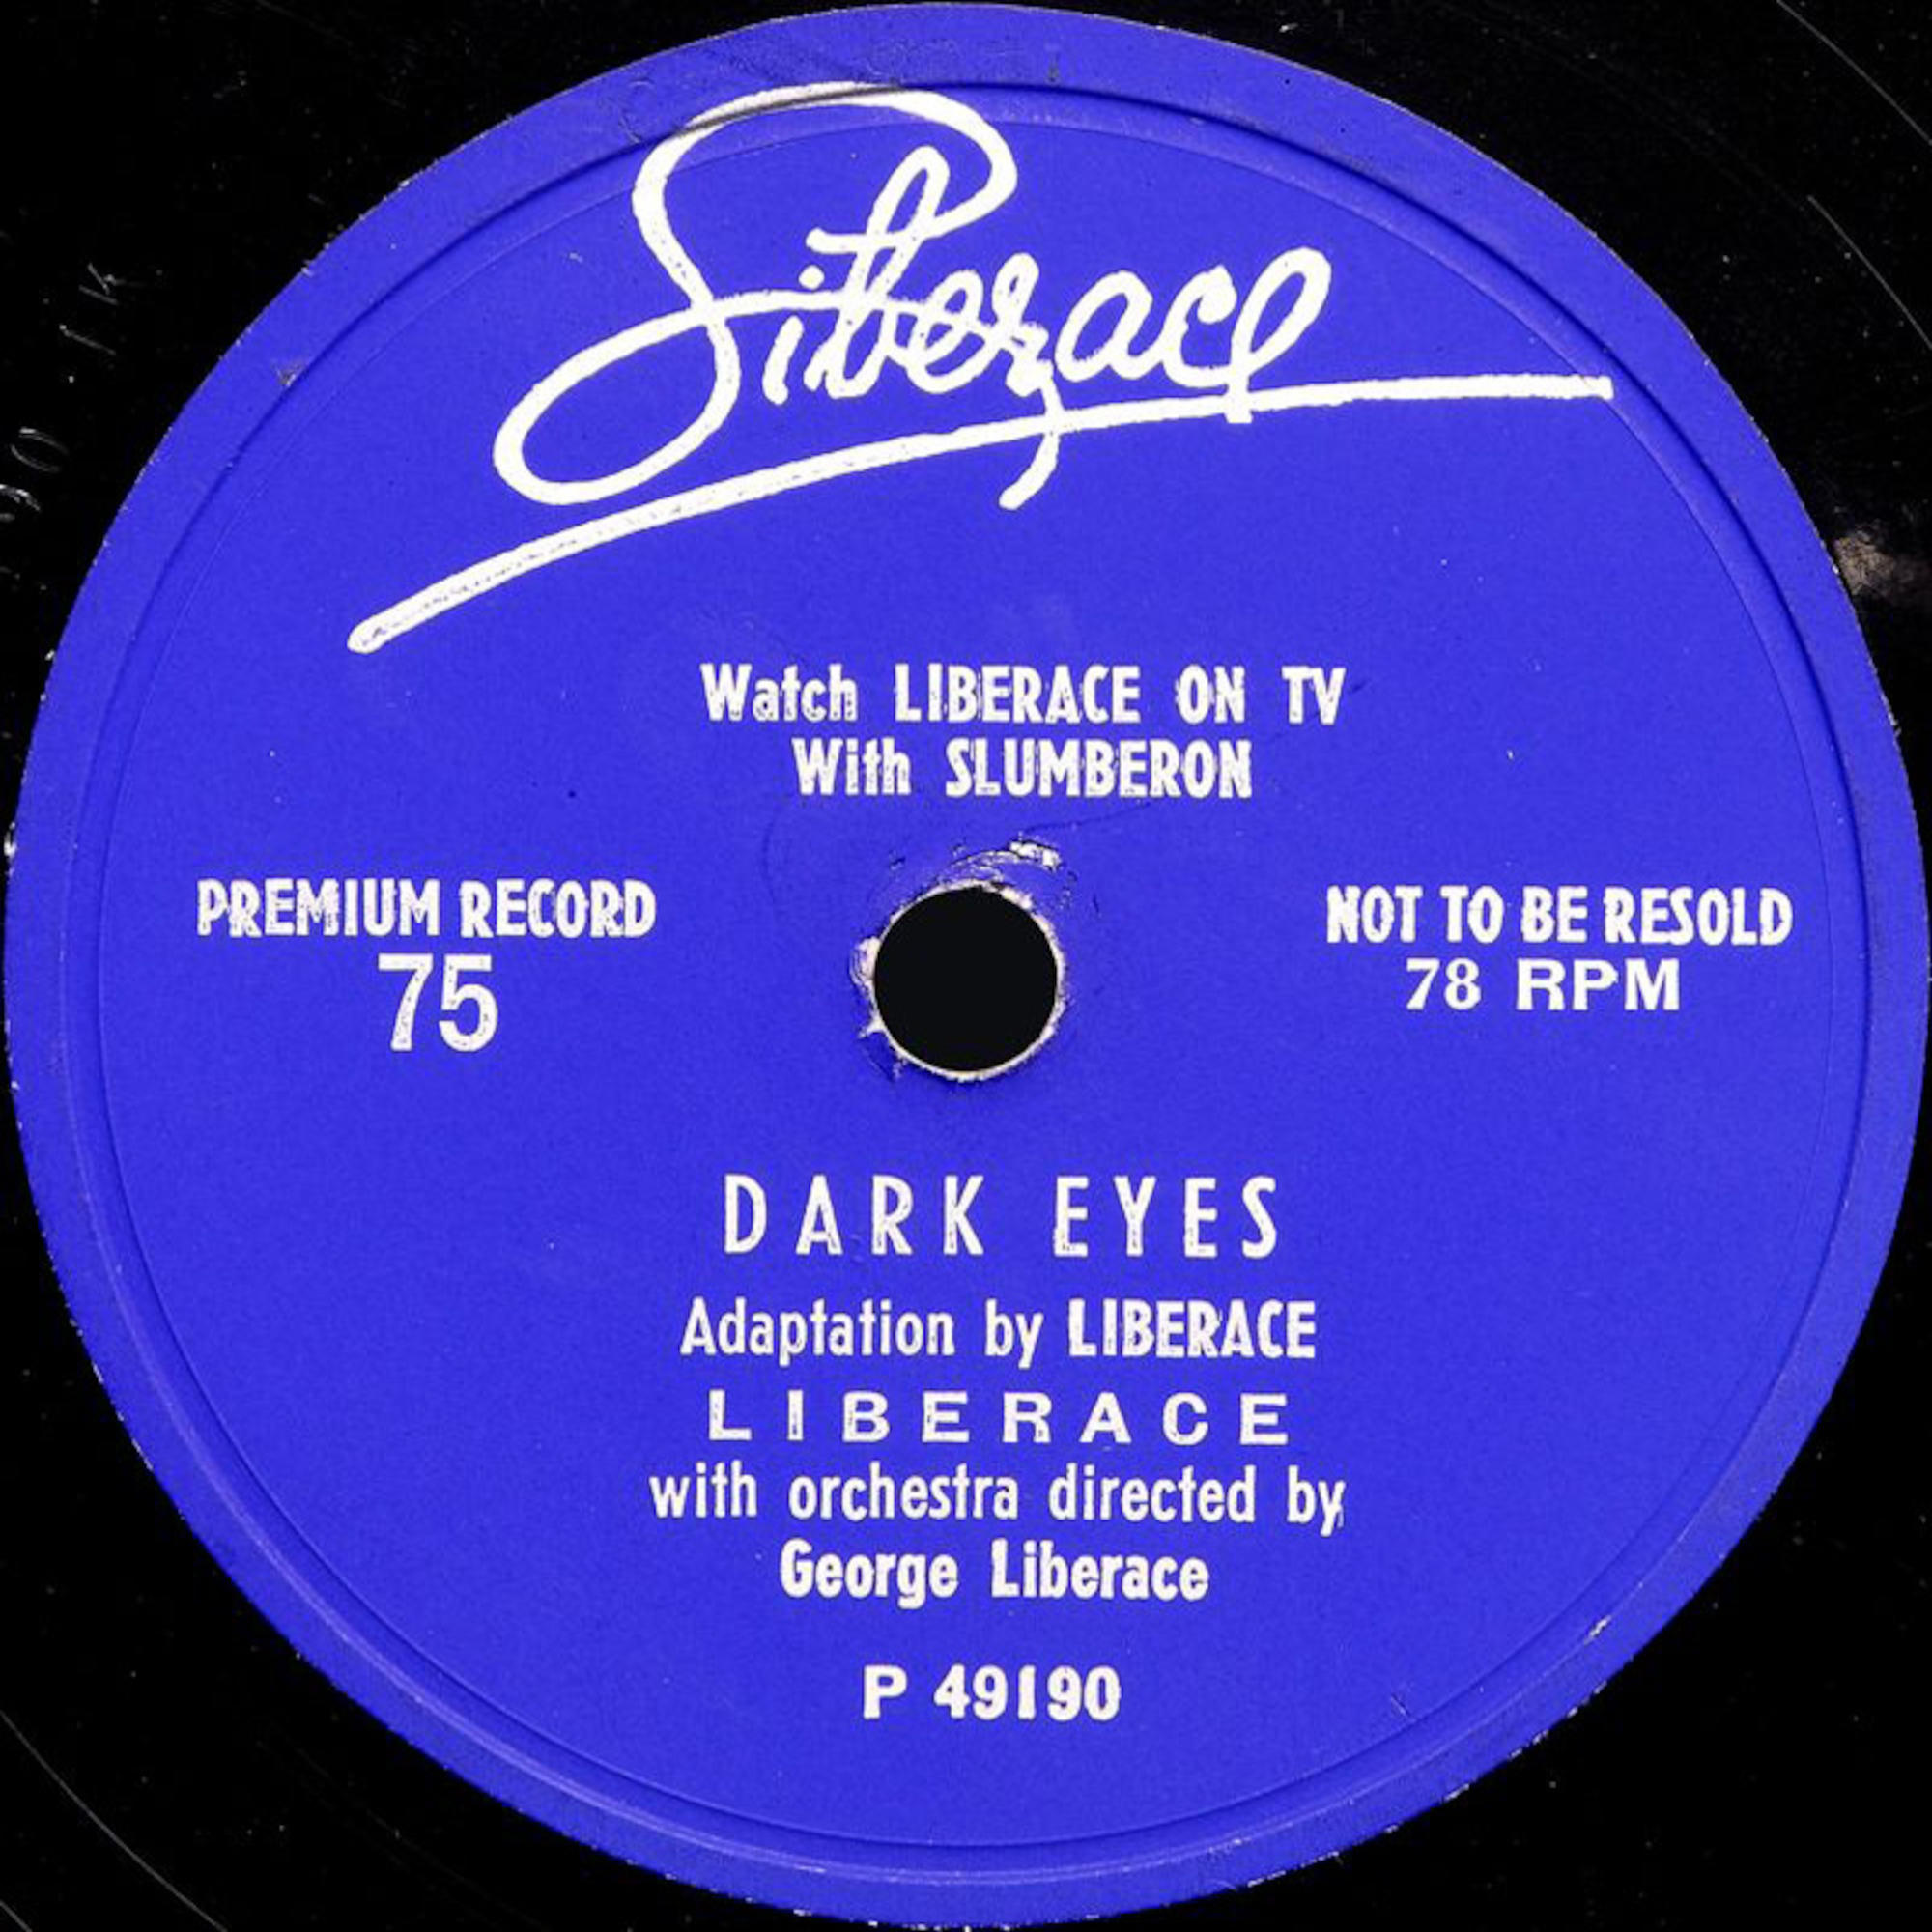 Liberace
Watch LIBERACE ON TV
With SLUMBERON
PREMIUM RECORD
75
NOT TO BE RESOLD
78 RPM
DARK EYES
Adaptation by LIBERACE
LIBERACE
with orchestra directed by
George Liberace
P 49190